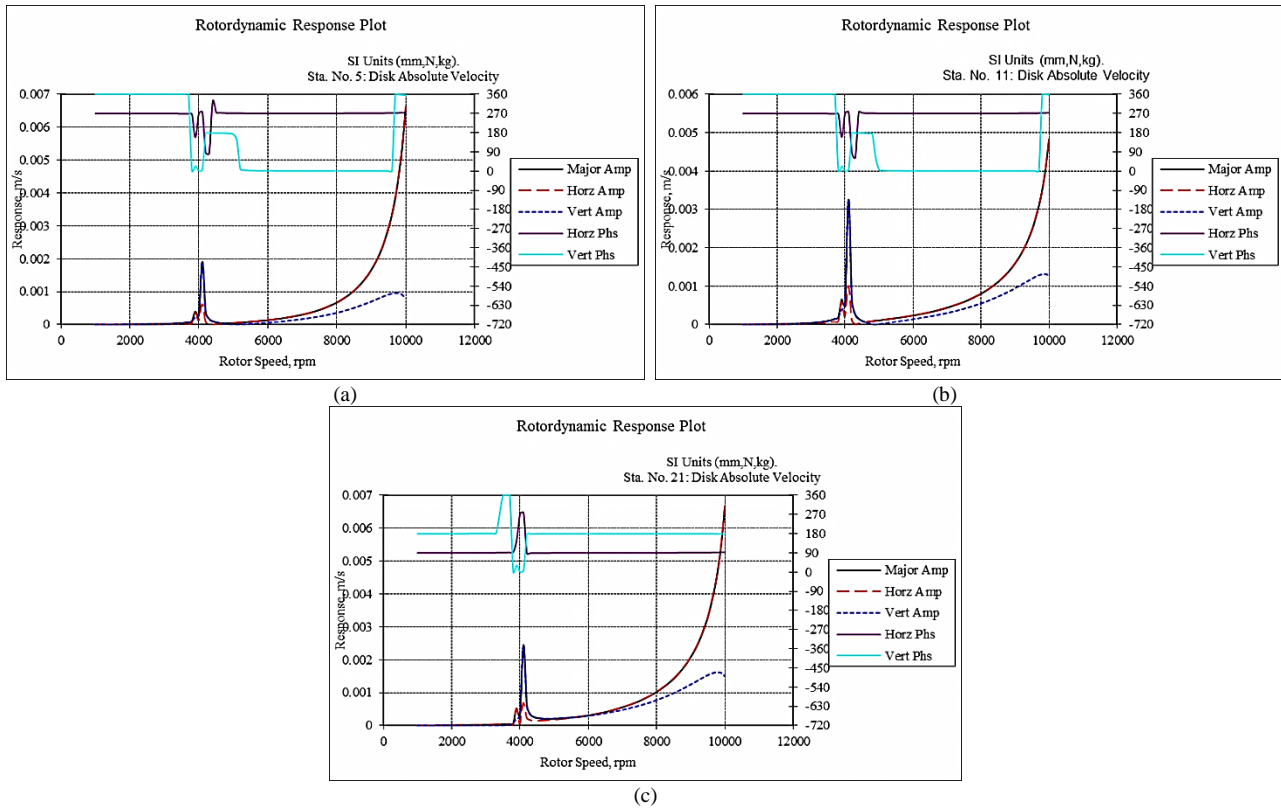 Rotordynamic Response Plot
SI Units (mm,N,kg).
Sta. No. 5: Disk Absolute Velocity
Response, m/s
0.007
0.006
0.005
0.004
0.003
0.002
0.001
0
360
270
180
90
0
-90
-180
-270
-360
-450
-540
-630
-720
0 2000 4000 6000 8000 10000 12000
Rotor Speed, rpm
Major Amp
Horz Amp
Vert Amp
Horz Phs
Vert Phs
(a)
Rotordynamic Response Plot
SI Units (mm,N,kg).
Sta. No. 11: Disk Absolute Velocity
Response, m/s
0.006
0.005
0.004
0.003
0.002
0.001
0
360
270
180
90
0
-90
-180
-270
-360
-450
-540
-630
-720
0 2000 4000 6000 8000 10000 12000
Rotor Speed, rpm
Major Amp
Horz Amp
Vert Amp
Horz Phs
Vert Phs
(b)
Rotordynamic Response Plot
SI Units (mm,N,kg).
Sta. No. 21: Disk Absolute Velocity
Response, m/s
0.007
0.006
0.005
0.004
0.003
0.002
0.001
0
360
270
180
90
0
-90
-180
-270
-360
-450
-540
-630
-720
0 2000 4000 6000 8000 10000 12000
Rotor Speed, rpm
Major Amp
Horz Amp
Vert Amp
Horz Phs
Vert Phs
(c)